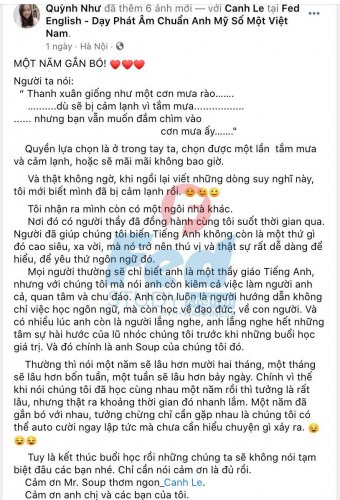 Quỳnh Như đã thêm 6 ảnh mới — với Canh Le tại Fed
English - Dạy Phát Âm Chuẩn Anh Mỹ Số Một Việt
Nam.
1 ngày · Hà Nội ·
MỘT NĂM GẮN BÓ! ❤❤❤
Người ta nói:
" Thanh xuân giống như một cơn mưa rào.......
..........dù sẽ bị cảm lạnh vì tắm mưa................
...... nhưng bạn vẫn muốn đắm chìm vào
cơn mưa ấy......."
Quyền lựa chọn là ở trong tay ta, chọn được một lần tắm mưa
và cảm lạnh, hoặc sẽ mãi mãi không bao giờ.
Và thật không ngờ, khi ngồi lại viết những dòng suy nghĩ này,
tôi mới biết mình đã bị cảm lạnh rồi. 🥰😀😀
Tôi nhận ra mình còn có một ngôi nhà khác.
Nơi đó có người thầy đã đồng hành cùng tôi suốt thời gian qua.
Người đã giúp chúng tôi biến Tiếng Anh không còn là một thứ gì
đó cao siêu, xa vời, mà nó trở nên thú vị và thật sự rất dễ dàng để
hiểu, để yêu thứ ngôn ngữ đó.
Mọi người thường sẽ chỉ biết anh là một thầy giáo Tiếng Anh,
nhưng với chúng tôi mà nói anh còn kiêm cả việc làm người anh
cả, quan tâm và chu đáo. Anh còn luôn là người hướng dẫn không
chỉ việc học ngôn ngữ, mà còn học về đạo đức, về con người. Và
có nhiều lúc anh còn là người lắng nghe, anh lắng nghe hết những
tâm sự hài hước của lũ nhóc chúng tôi trước khi những buổi học
giá trị. Và đó chính là anh Soup của chúng tôi đó.
Thường thì nói một năm sẽ lâu hơn mười hai tháng, một tháng
sẽ lâu hơn bốn tuần, một tuần sẽ lâu hơn bảy ngày. Chính vì thế
khi nói chúng tôi đã học cùng nhau một năm rồi thì tưởng là rất
lâu, nhưng thật ra khoảng thời gian đó nhanh lắm. Một năm đã
gắn bó với nhau, tưởng chừng chỉ cần gặp nhau là chúng tôi có
thể auto cười ngay lập tức mà chưa cần hiểu chuyện gì xảy ra. 😄
😄😄
Tuy là kết thúc buổi học rồi nhưng chúng ta sẽ không nói tạm
biệt đâu các bạn nhé. Chỉ cần nói cảm ơn là đủ rồi.
Cảm ơn Mr. Soup thơm ngon_Canh Le.
Cảm ơn anh chị và các bạn của tôi.
Fed